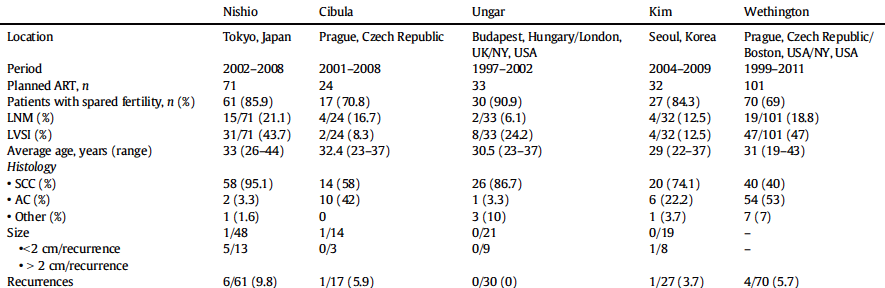 Nishio Cibula Ungar Kim Wethington
Location Tokyo, Japan Prague, Czech Republic Budapest, Hungary/London, Seoul, Korea Prague, Czech Republic/
UK/NY, USA Boston, USA/NY, USA
Period 2002–2008 2001–2008 1997–2002 2004–2009 1999–2011
Planned ART, n 71 24 33 32 101
Patients with spared fertility, n (%) 61 (85.9) 17 (70.8) 30 (90.9) 27 (84.3) 70 (69)
LNM (%) 15/71 (21.1) 4/24 (16.7) 2/33 (6.1) 4/32 (12.5) 19/101 (18.8)
LVSI (%) 31/71 (43.7) 2/24 (8.3) 8/33 (24.2) 4/32 (12.5) 47/101 (47)
Average age, years (range) 33 (26–44) 32.4 (23–37) 30.5 (23–37) 29 (22–37) 31 (19–43)
Histology
• SCC (%) 58 (95.1) 14 (58) 26 (86.7) 20 (74.1) 40 (40)
• AC (%) 2 (3.3) 10 (42) 1 (3.3) 6 (22.2) 54 (53)
• Other (%) 1 (1.6) 0 3 (10) 1 (3.7) 7 (7)
Size 1/48 1/14 0/21 0/19 –
•<2 cm/recurrence 5/13 0/3 0/9 1/8 –
• > 2 cm/recurrence
Recurrences 6/61 (9.8) 1/17 (5.9) 0/30 (0) 1/27 (3.7) 4/70 (5.7)